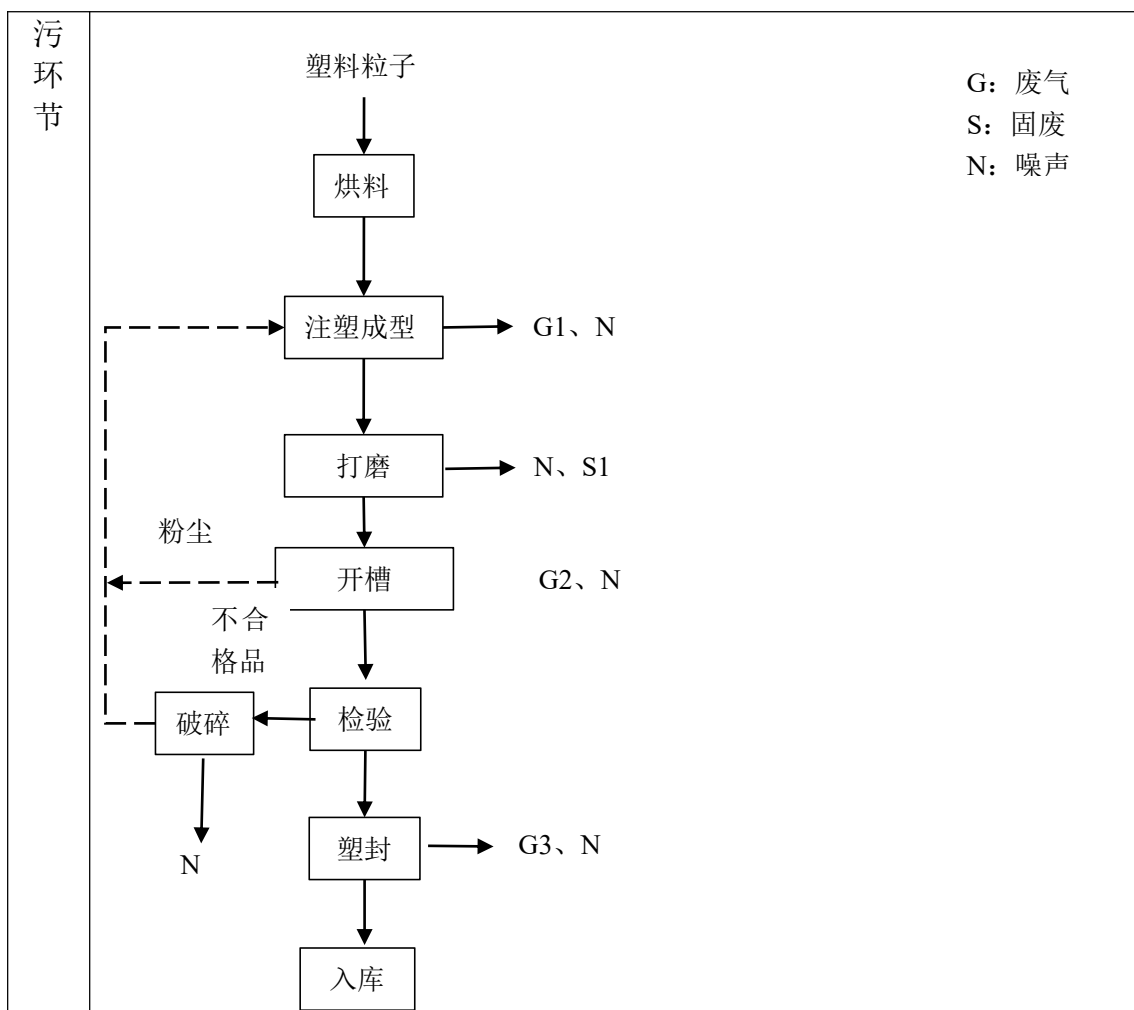 污
环
节
塑料粒子
G：废气
S：固废
N：噪声
烘料
注塑成型
G1、N
打磨
N、S1
粉尘
开槽
G2、N
不合
格品
破碎
检验
塑封
G3、N
N
入库